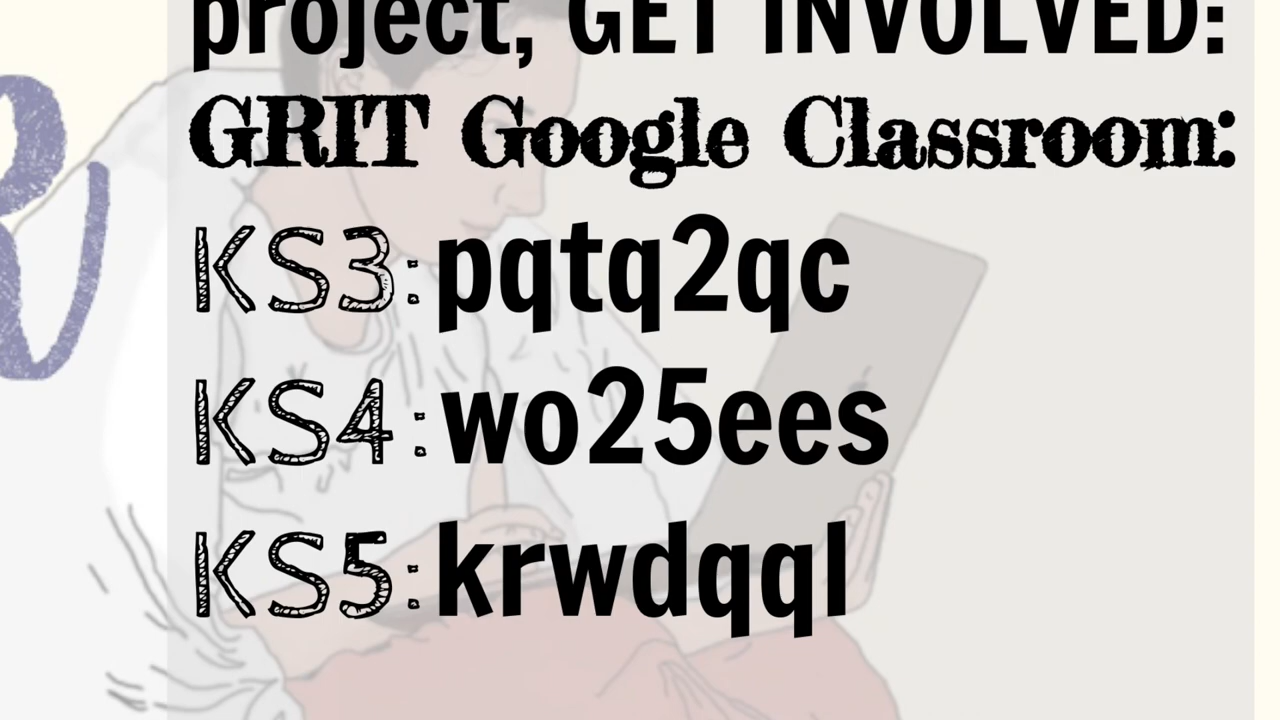 project, GET INVOLVED:
GRIT Google Classroom:
KS3: pqtq2qc
KS4: wo25ees
KS5: krwdqql